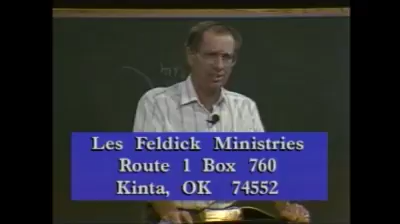 Les Feldick Ministries
Route 1 Box 760
Kinta, OK 74552